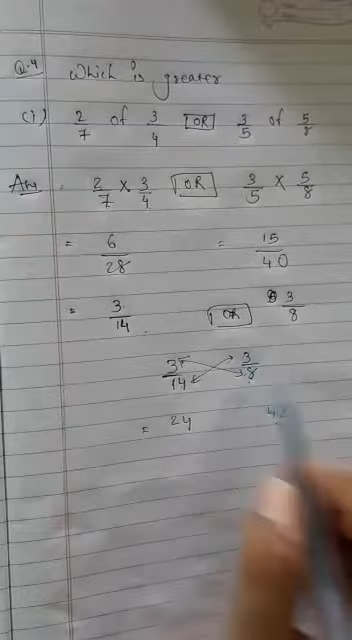 Q.4 Which is greater
(i) 2/7 of 3/4 OR 3/5 of 5/8
Ans = 2/7 × 3/4 OR 3/5 × 5/8
= 6/28 = 15/40
= 3/14 OR 3/8
3/14 3/8
= 24 42